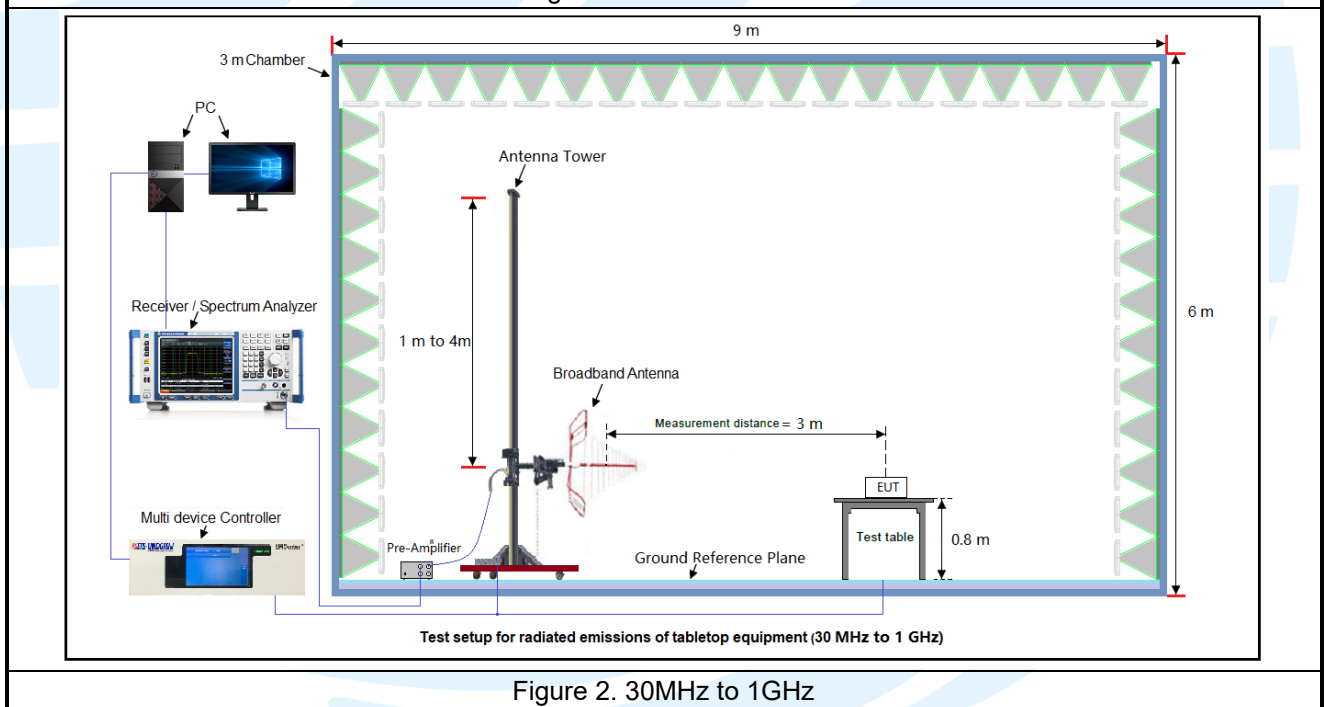 9 m
3 m Chamber
PC
Antenna Tower
Receiver / Spectrum Analyzer
1 m to 4m
6 m
Broadband Antenna
Measurement distance = 3 m
EUT
Multi device Controller
Pre-Amplifier
Test table
0.8 m
Ground Reference Plane
Test setup for radiated emissions of tabletop equipment (30 MHz to 1 GHz)
Figure 2. 30MHz to 1GHz